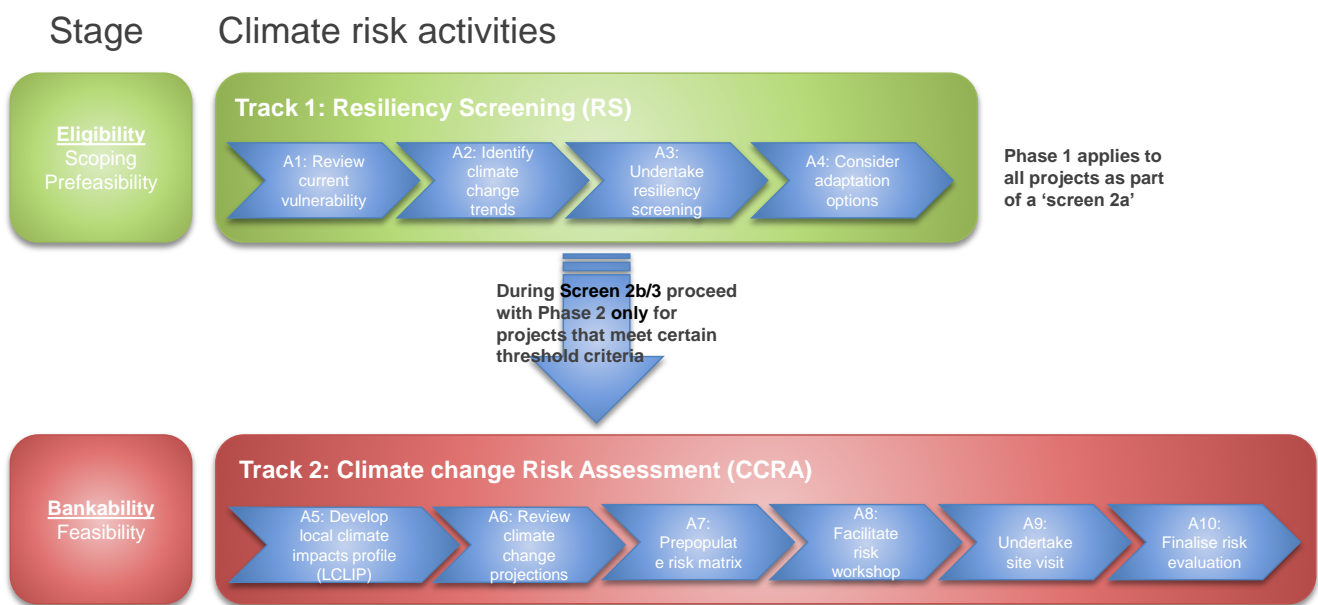 Stage
Climate risk activities
Eligibility
Scoping
Prefeasibility
Track 1: Resiliency Screening (RS)
A1: Review
current
vulnerability
A2: Identify
climate
change
trends
A3:
Undertake
resiliency
screening
A4: Consider
adaptation
options
Phase 1 applies to
all projects as part
of a ‘screen 2a’
During Screen 2b/3 proceed
with Phase 2 only for
projects that meet certain
threshold criteria
Bankability
Feasibility
Track 2: Climate change Risk Assessment (CCRA)
A5: Develop
local climate
impacts profile
(LCLIP)
A6: Review
climate
change
projections
A7:
Prepopulat
e risk matrix
A8:
Facilitate
risk
workshop
A9:
Undertake
site visit
A10:
Finalise risk
evaluation